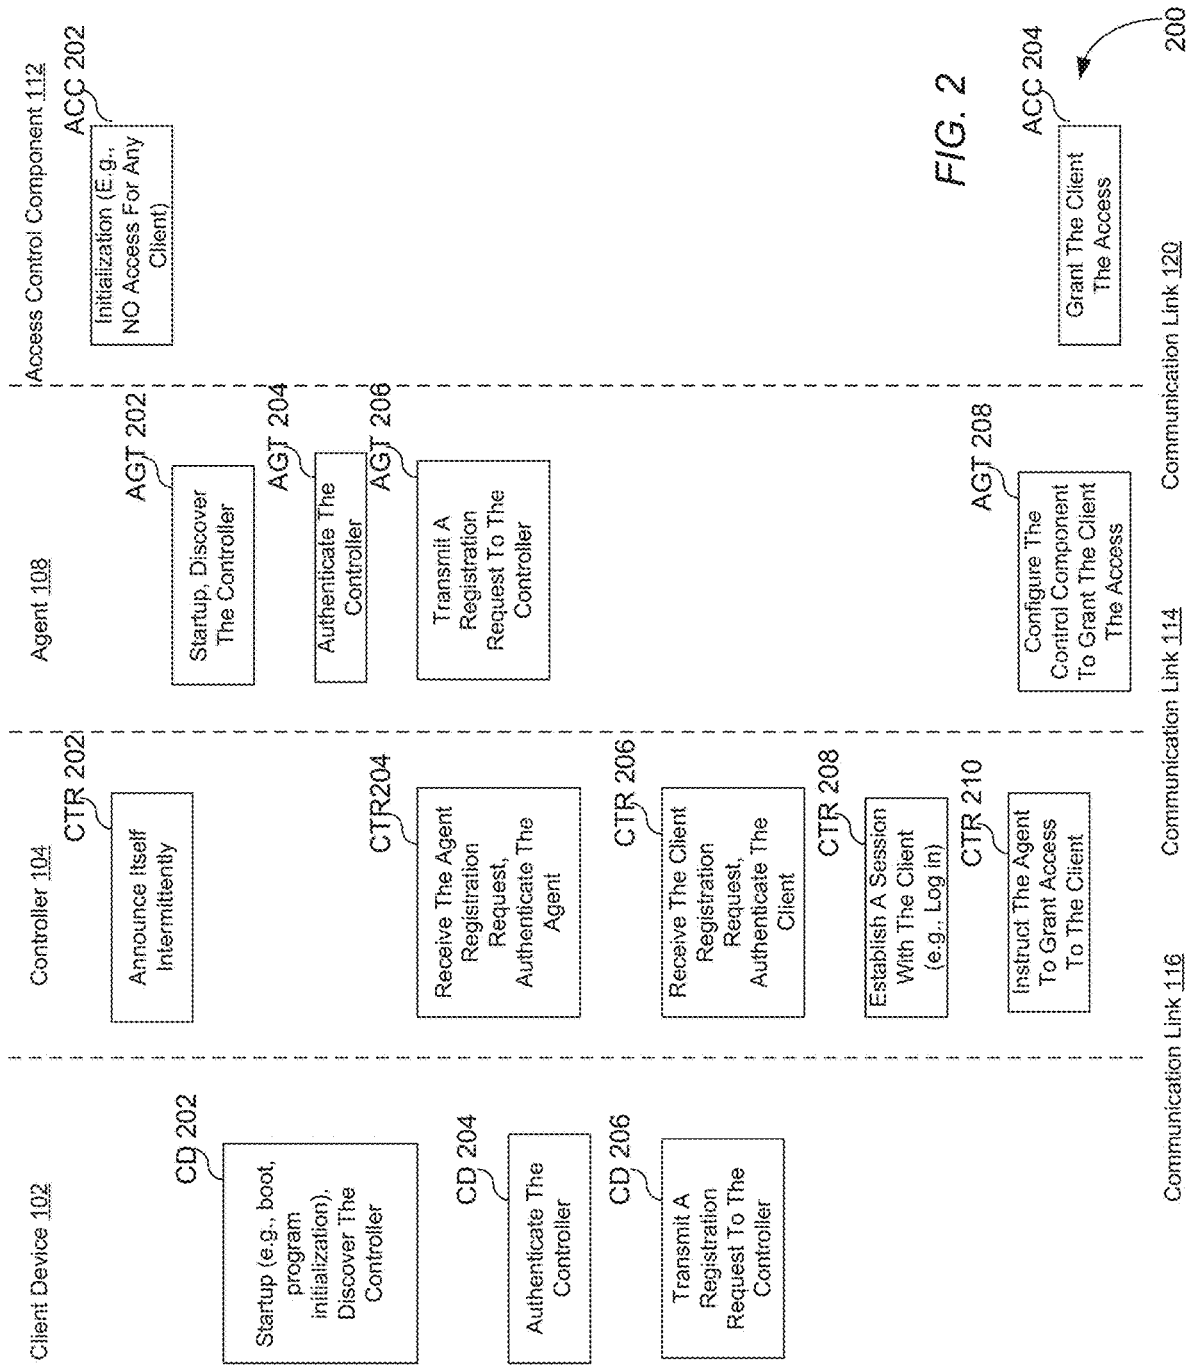 Client Device 102
Controller 104
Agent 108
Access Control Component 112
ACC 202
Initialization (E.g.,
NO Access For Any
Client)
CTR 202
Announce Itself
Intermittently
AGT 202
Startup, Discover
The Controller
CD 202
Startup (e.g., boot,
program
initialization),
Discover The
Controller
AGT 204
Authenticate The
Controller
AGT 206
Transmit A
Registration
Request To The
Controller
CTR204
Receive The Agent
Registration
Request,
Authenticate The
Agent
CD 204
Authenticate The
Controller
CD 206
Transmit A
Registration
Request To The
Controller
CTR 206
Receive The Client
Registration
Request,
Authenticate The
Client
CTR 208
Establish A Session
With The Client
(e.g., Log in)
CTR 210
Instruct The Agent
To Grant Access
To The Client
AGT 208
Configure The
Control Component
To Grant The Client
The Access
ACC 204
Grant The Client
The Access
FIG. 2
Communication Link 116
Communication Link 114
Communication Link 120
200